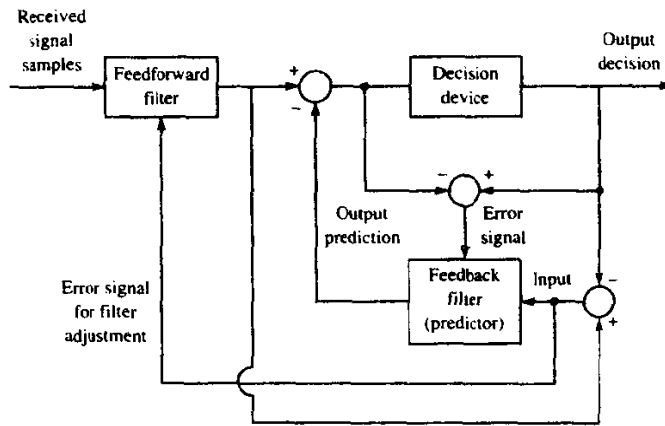 Received
signal
samples
Feedforward
filter
+
−
Decision
device
Output
decision
−
+
Output
prediction
Error
signal
−
+
Feedback
filter
(predictor)
Input
Error signal
for filter
adjustment